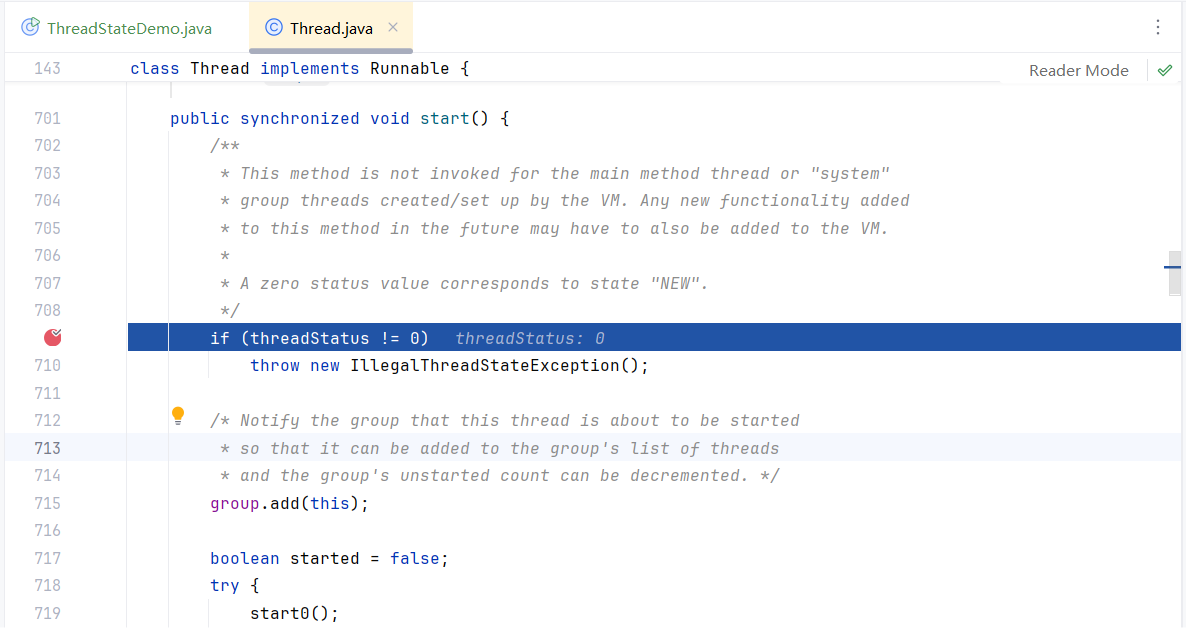 ThreadStateDemo.java Thread.java
143 class Thread implements Runnable { Reader Mode
701 public synchronized void start() {
702 /**
703 * This method is not invoked for the main method thread or "system"
704 * group threads created/set up by the VM. Any new functionality added
705 * to this method in the future may have to also be added to the VM.
706 *
707 * A zero status value corresponds to state "NEW".
708 */
if (threadStatus != 0) threadStatus: 0
710 throw new IllegalThreadStateException();
711
712 /* Notify the group that this thread is about to be started
713 * so that it can be added to the group's list of threads
714 * and the group's unstarted count can be decremented. */
715 group.add(this);
716
717 boolean started = false;
718 try {
719 start0();